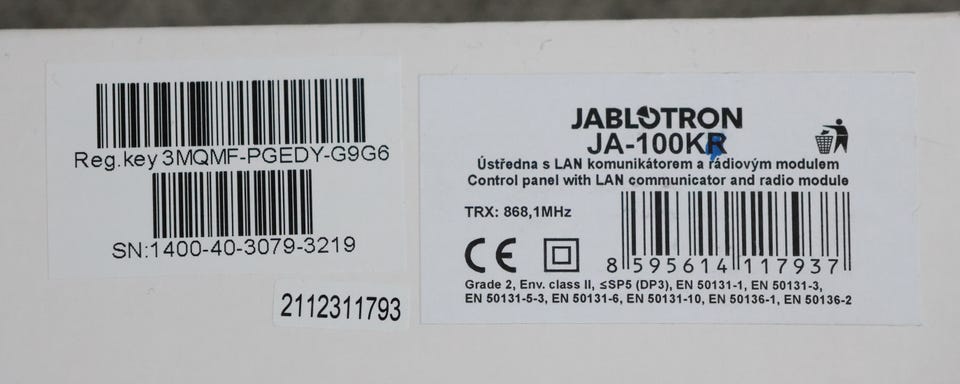 Reg.key 3MQMF-PGEDY-G9G6
SN:1400-40-3079-3219
2112311793
JABLOTRON
JA-100KR
Ústředna s LAN komunikátorem a rádiovým modulem
Control panel with LAN communicator and radio module
TRX: 868,1MHz
CE
8 595614 117937
Grade 2, Env. class II, ≤SP5 (DP3), EN 50131-1, EN 50131-3,
EN 50131-5-3, EN 50131-6, EN 50131-10, EN 50136-1, EN 50136-2